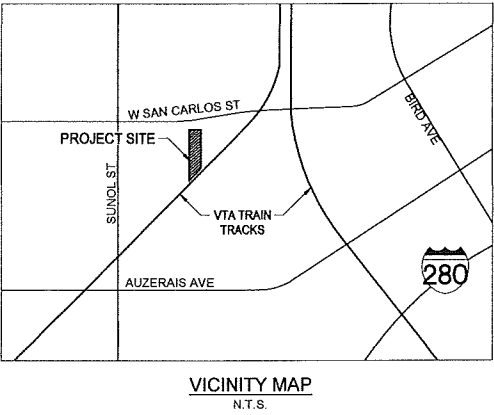 W SAN CARLOS ST
BIRD AVE
PROJECT SITE
SUNOL ST
VTA TRAIN
TRACKS
280
AUZERAIS AVE
VICINITY MAP
N.T.S.